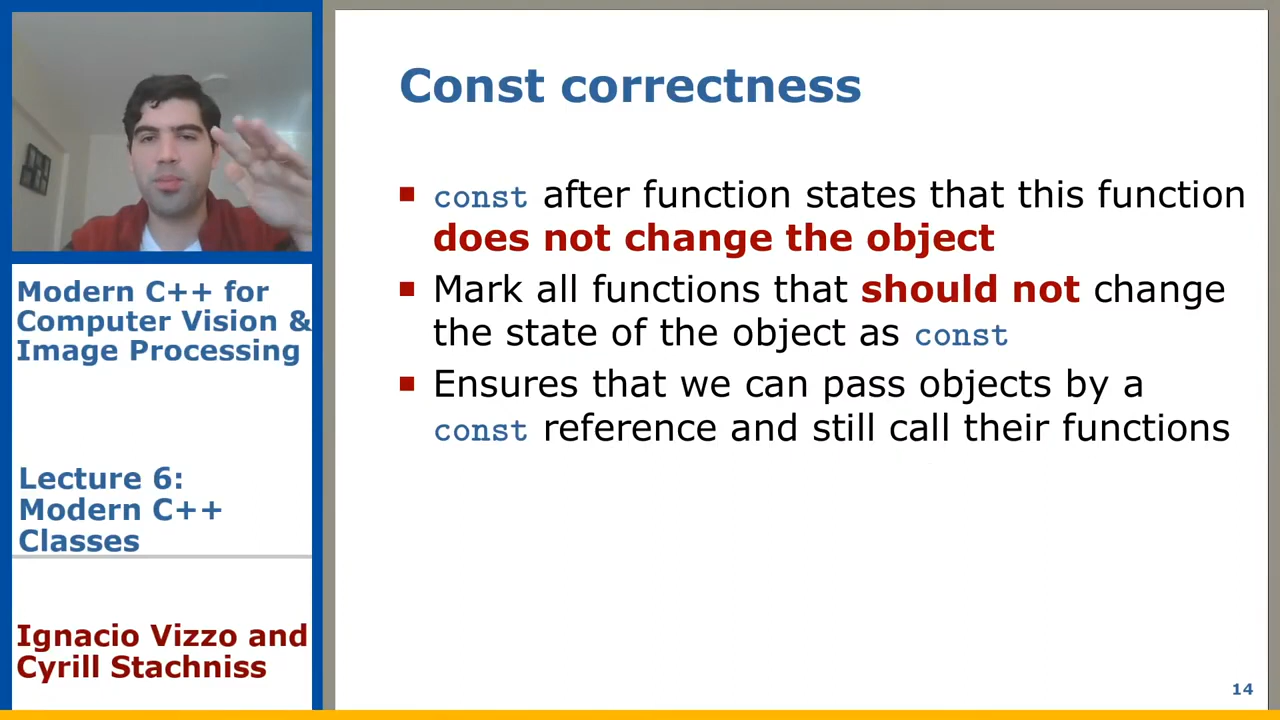 Const correctness
const after function states that this function
does not change the object
Mark all functions that should not change
the state of the object as const
Ensures that we can pass objects by a
const reference and still call their functions
Modern C++ for
Computer Vision &
Image Processing
Lecture 6:
Modern C++
Classes
Ignacio Vizzo and
Cyrill Stachniss
14